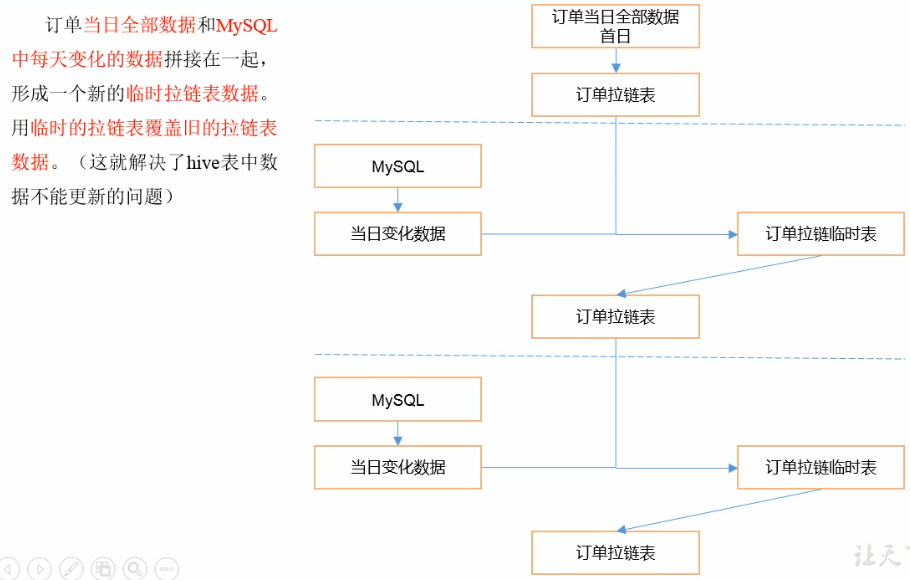 订单当日全部数据和MySQL
中每天变化的数据拼接在一起，
形成一个新的临时拉链表数据。
用临时的拉链表覆盖旧的拉链表
数据。（这就解决了hive表中数
据不能更新的问题）
订单当日全部数据
首日
订单拉链表
MySQL
当日变化数据
订单拉链临时表
订单拉链表
MySQL
当日变化数据
订单拉链临时表
订单拉链表
让天